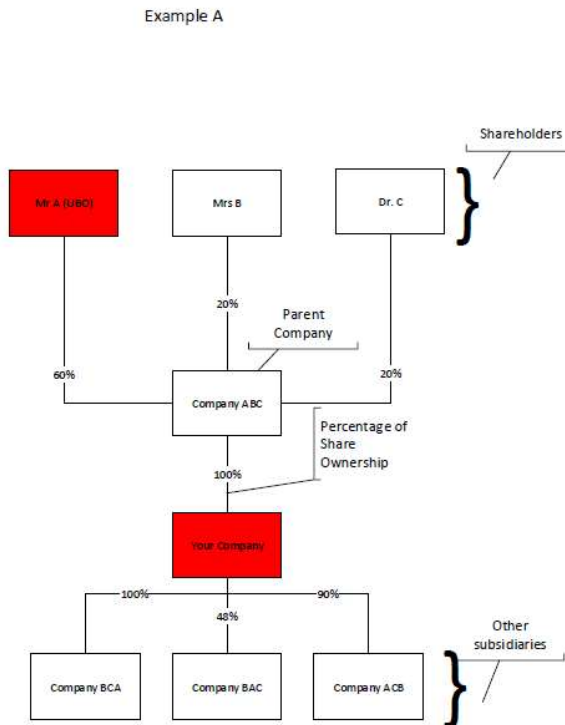 Example A
Shareholders
Mr A (UBO)
Mrs B
Dr. C
20%
Parent
Company
60%
20%
Company ABC
Percentage of
Share
Ownership
100%
Your Company
100%
90%
48%
Other
subsidiaries
Company BCA
Company BAC
Company ACB